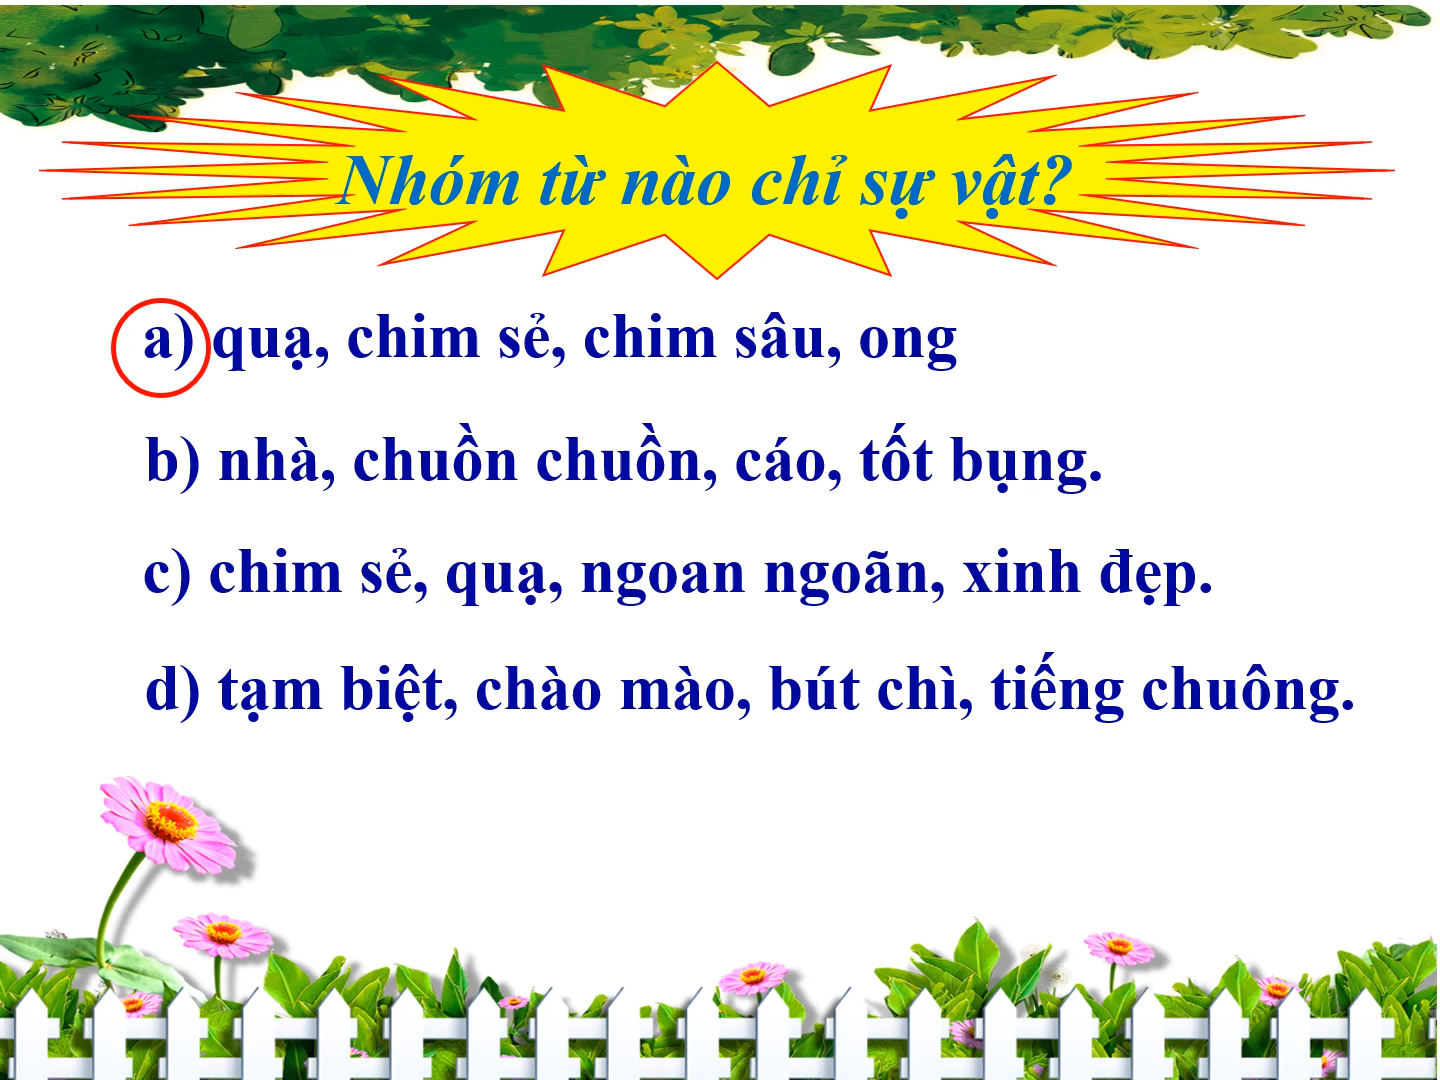 Nhóm từ nào chỉ sự vật?
a) quạ, chim sẻ, chim sâu, ong
b) nhà, chuồn chuồn, cáo, tốt bụng.
c) chim sẻ, quạ, ngoan ngoãn, xinh đẹp.
d) tạm biệt, chào mào, bút chì, tiếng chuông.